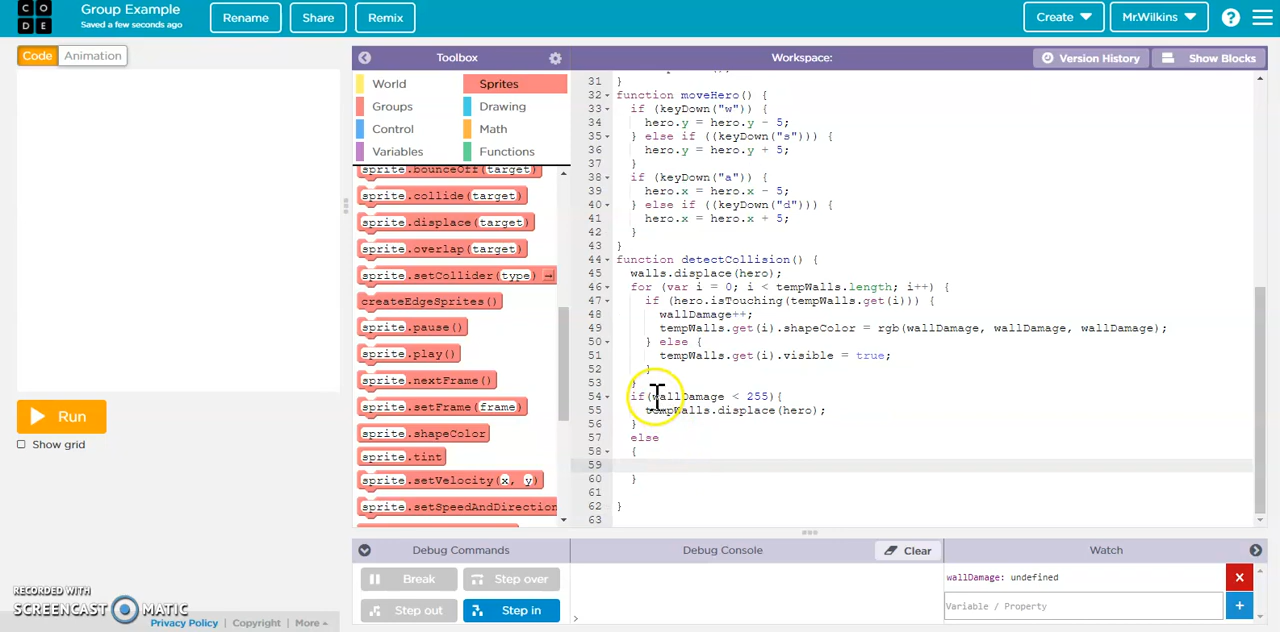 C O
D E
Group Example
Saved a few seconds ago
Rename
Share
Remix
Create
Mr.Wilkins
?
Code
Animation
Toolbox
Workspace:
Version History
Show Blocks
World
Sprites
Groups
Drawing
Control
Math
Variables
Functions
sprite.bounceOff(target)
sprite.collide(target)
sprite.displace(target)
sprite.overlap(target)
sprite.setCollider(type)
createEdgeSprites()
sprite.pause()
sprite.play()
sprite.nextFrame()
sprite.setFrame(frame)
sprite.shapeColor
sprite.tint
sprite.setVelocity(x, y)
sprite.setSpeedAndDirection
31 }
32 function moveHero() {
33 if (keyDown("w")) {
34 hero.y = hero.y - 5;
35 } else if ((keyDown("s"))) {
36 hero.y = hero.y + 5;
37 }
38 if (keyDown("a")) {
39 hero.x = hero.x - 5;
40 } else if ((keyDown("d"))) {
41 hero.x = hero.x + 5;
42 }
43 }
44 function detectCollision() {
45 walls.displace(hero);
46 for (var i = 0; i < tempWalls.length; i++) {
47 if (hero.isTouching(tempWalls.get(i))) {
48 wallDamage++;
49 tempWalls.get(i).shapeColor = rgb(wallDamage, wallDamage, wallDamage);
50 } else {
51 tempWalls.get(i).visible = true;
52 }
53 }
54 if(wallDamage < 255){
55 tempWalls.displace(hero);
56 }
57 else
58 {
59
60 }
61
62 }
63
Run
Show grid
Debug Commands
Debug Console
Clear
Watch
Break
Step over
Step out
Step in
>
wallDamage: undefined
Variable / Property
RECORDED WITH
SCREENCAST MATIC
Privacy Policy | Copyright | More